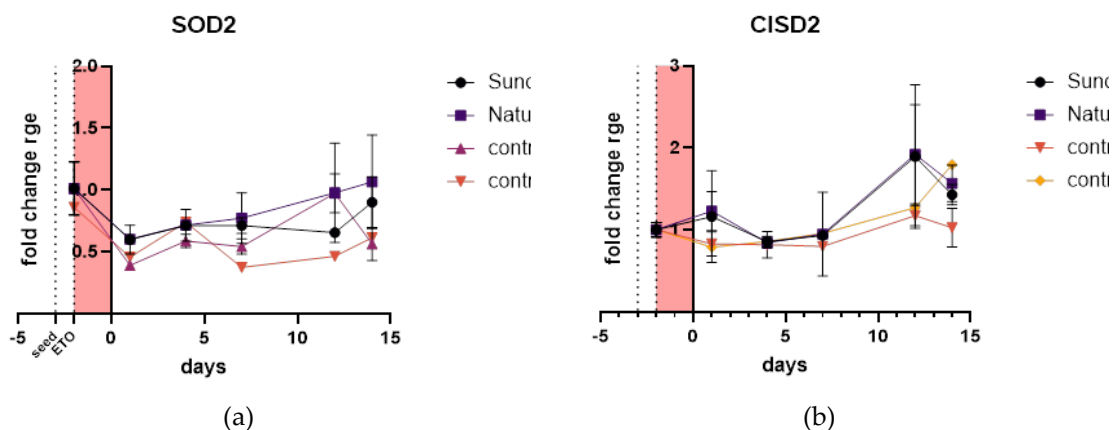 SOD2
2.0
1.5
1.0
0.5
fold change rge
-5
0
5
10
15
seed
ETO
days
Sunc
Natu
contr
contr
(a)
CISD2
3
2
1
fold change rge
-5
0
5
10
15
days
Sunc
Natu
contr
contr
(b)